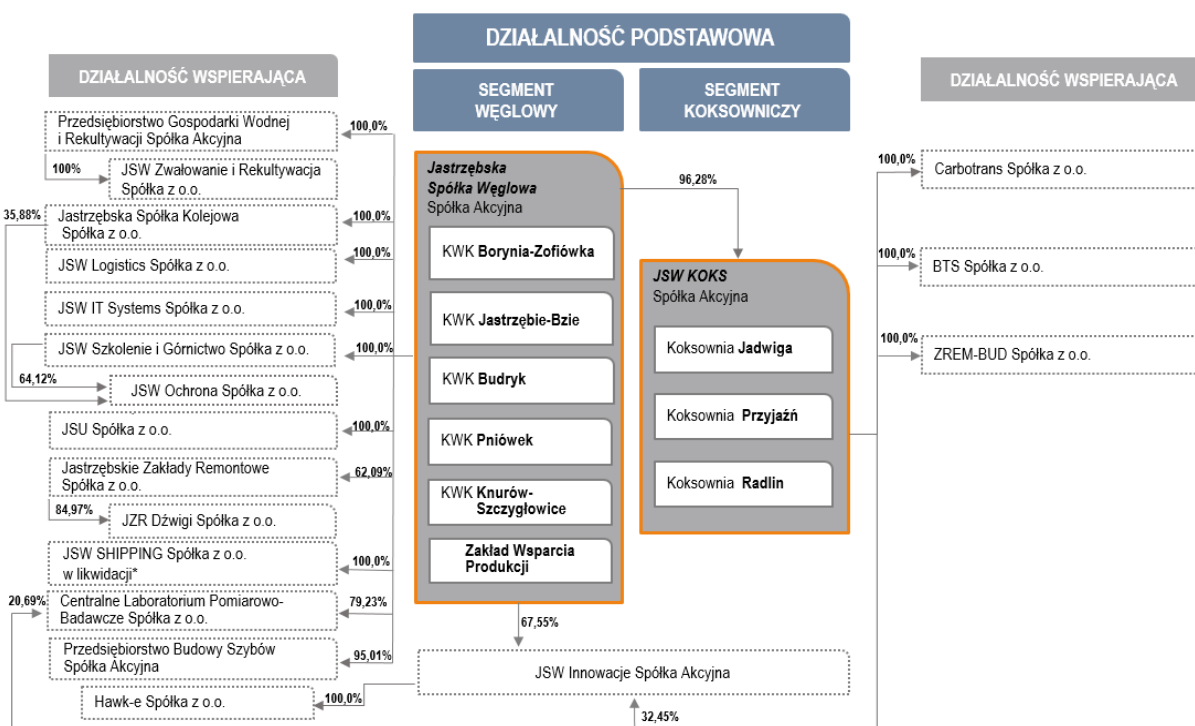 DZIAŁALNOŚĆ PODSTAWOWA
DZIAŁALNOŚĆ WSPIERAJĄCA
SEGMENT
WĘGLOWY
SEGMENT
KOKSOWNICZY
DZIAŁALNOŚĆ WSPIERAJĄCA
Przedsiębiorstwo Gospodarki Wodnej
i Rekultywacji Spółka Akcyjna
100,0%
100%
JSW Zwałowanie i Rekultywacja
Spółka z o.o.
35,88%
Jastrzębska Spółka Kolejowa
Spółka z o.o.
100,0%
JSW Logistics Spółka z o.o.
100,0%
JSW IT Systems Spółka z o.o.
100,0%
JSW Szkolenie i Górnictwo Spółka z o.o.
100,0%
64,12%
JSW Ochrona Spółka z o.o.
JSU Spółka z o.o.
100,0%
Jastrzębskie Zakłady Remontowe
Spółka z o.o.
62,09%
84,97%
JZR Dźwigi Spółka z o.o.
JSW SHIPPING Spółka z o.o.
w likwidacji*
100,0%
20,69%
Centralne Laboratorium Pomiarowo-
Badawcze Spółka z o.o.
79,23%
Przedsiębiorstwo Budowy Szybów
Spółka Akcyjna
95,01%
Hawk-e Spółka z o.o.
100,0%
Jastrzębska
Spółka Węglowa
Spółka Akcyjna
KWK Borynia-Zofiówka
KWK Jastrzębie-Bzie
KWK Budryk
KWK Pniówek
KWK Knurów-
Szczygłowice
Zakład Wsparcia
Produkcji
67,55%
JSW Innowacje Spółka Akcyjna
32,45%
96,28%
JSW KOKS
Spółka Akcyjna
Koksownia Jadwiga
Koksownia Przyjaźń
Koksownia Radlin
100,0%
Carbotrans Spółka z o.o.
100,0%
BTS Spółka z o.o.
100,0%
ZREM-BUD Spółka z o.o.